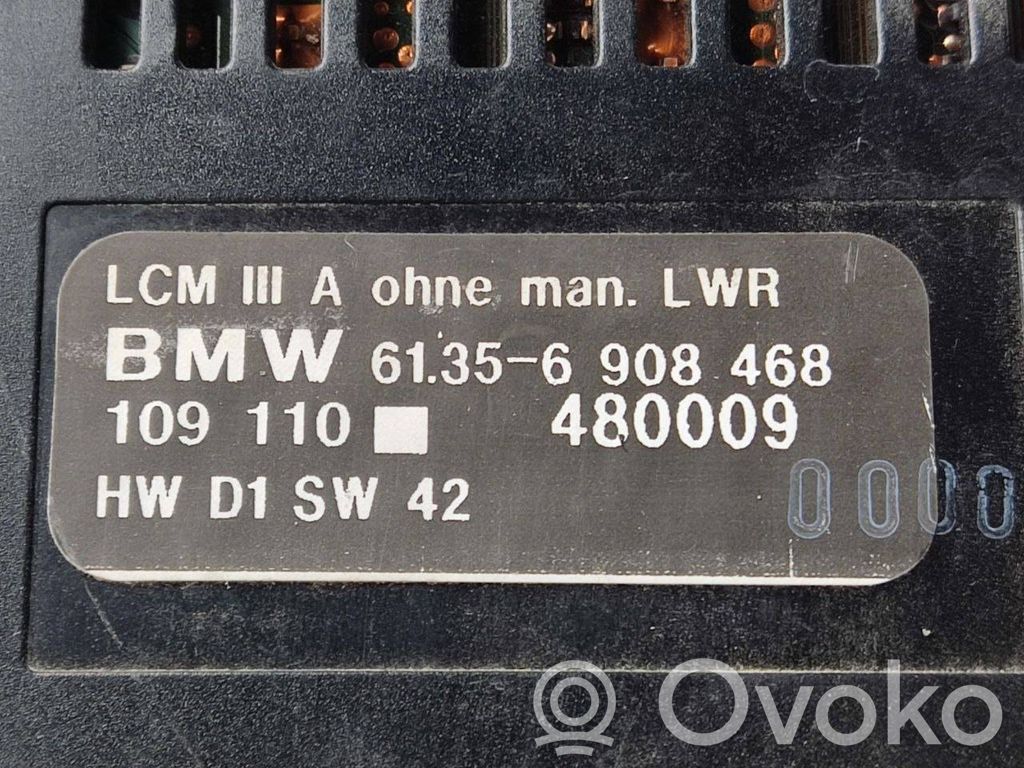 LCM III A ohne man. LWR
BMW 61.35-6 908 468
109 110 480009
HW D1 SW 42
0000
Ovoko